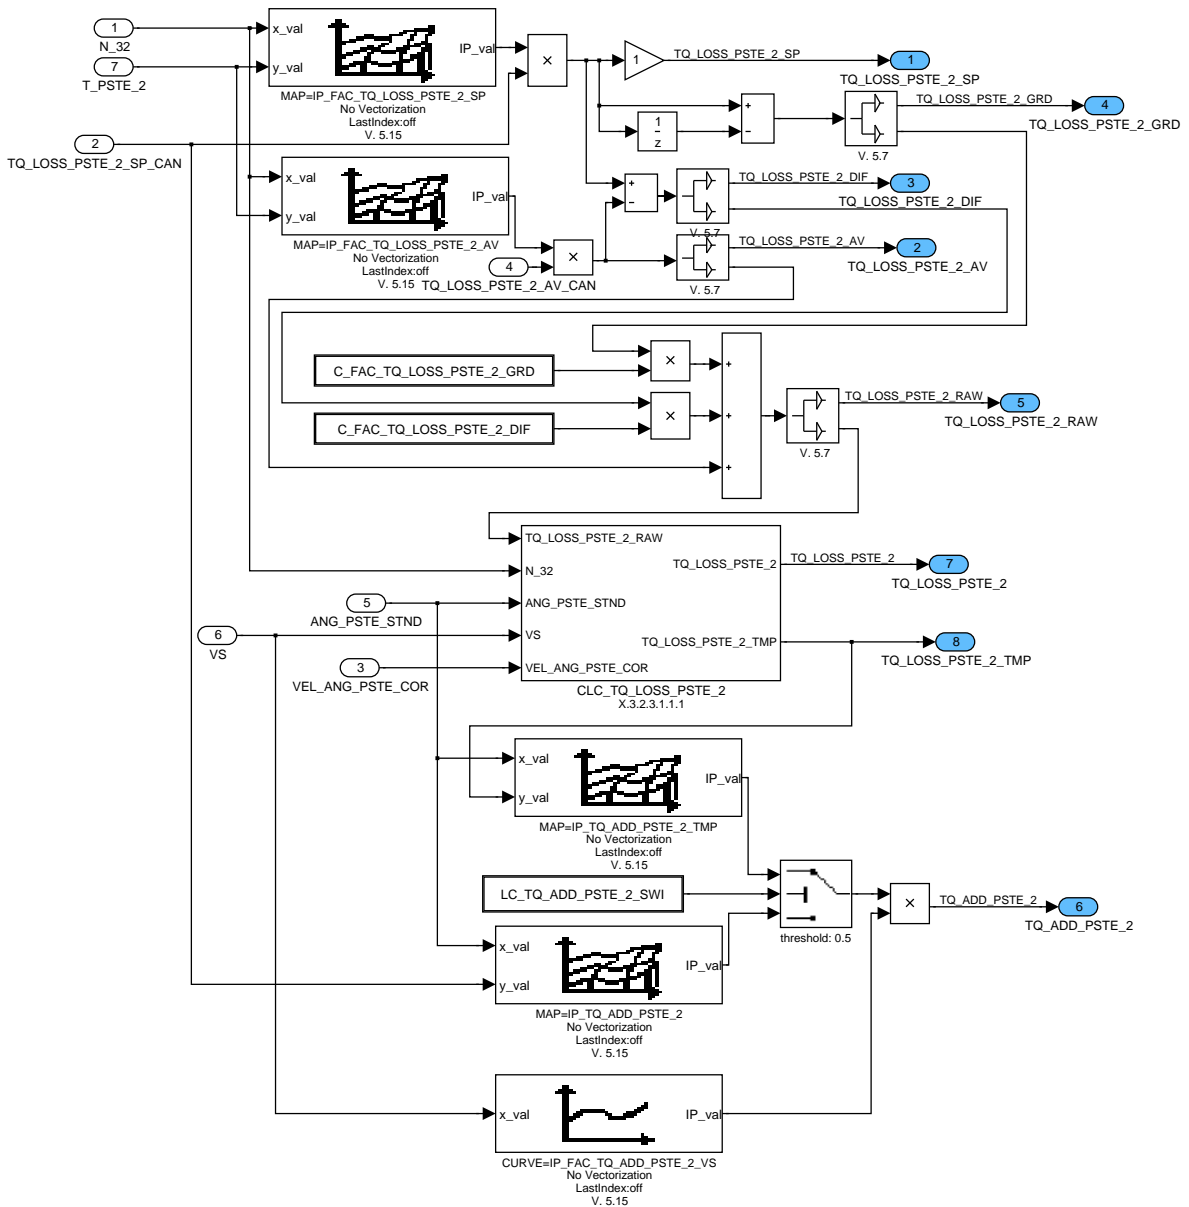 1
N_32
7
T_PSTE_2
x_val
y_val
IP_val
MAP=IP_FAC_TQ_LOSS_PSTE_2_SP
No Vectorization
LastIndex:off
V. 5.15
×
1
TQ_LOSS_PSTE_2_SP
1
TQ_LOSS_PSTE_2_SP
+
−
1
z
V. 5.7
TQ_LOSS_PSTE_2_GRD
4
TQ_LOSS_PSTE_2_GRD
2
TQ_LOSS_PSTE_2_SP_CAN
x_val
y_val
IP_val
MAP=IP_FAC_TQ_LOSS_PSTE_2_AV
No Vectorization
LastIndex:off
V. 5.15
+
−
V. 5.7
TQ_LOSS_PSTE_2_DIF
3
TQ_LOSS_PSTE_2_DIF
4
TQ_LOSS_PSTE_2_AV_CAN
×
V. 5.7
TQ_LOSS_PSTE_2_AV
2
TQ_LOSS_PSTE_2_AV
C_FAC_TQ_LOSS_PSTE_2_GRD
×
+
C_FAC_TQ_LOSS_PSTE_2_DIF
×
+
+
V. 5.7
TQ_LOSS_PSTE_2_RAW
5
TQ_LOSS_PSTE_2_RAW
TQ_LOSS_PSTE_2_RAW
N_32
5
ANG_PSTE_STND
ANG_PSTE_STND
6
VS
VS
3
VEL_ANG_PSTE_COR
VEL_ANG_PSTE_COR
TQ_LOSS_PSTE_2
TQ_LOSS_PSTE_2
7
TQ_LOSS_PSTE_2
TQ_LOSS_PSTE_2_TMP
8
TQ_LOSS_PSTE_2_TMP
CLC_TQ_LOSS_PSTE_2
X.3.2.3.1.1.1
x_val
y_val
IP_val
MAP=IP_TQ_ADD_PSTE_2_TMP
No Vectorization
LastIndex:off
V. 5.15
LC_TQ_ADD_PSTE_2_SWI
threshold: 0.5
×
TQ_ADD_PSTE_2
6
TQ_ADD_PSTE_2
x_val
y_val
IP_val
MAP=IP_TQ_ADD_PSTE_2
No Vectorization
LastIndex:off
V. 5.15
x_val
IP_val
CURVE=IP_FAC_TQ_ADD_PSTE_2_VS
No Vectorization
LastIndex:off
V. 5.15